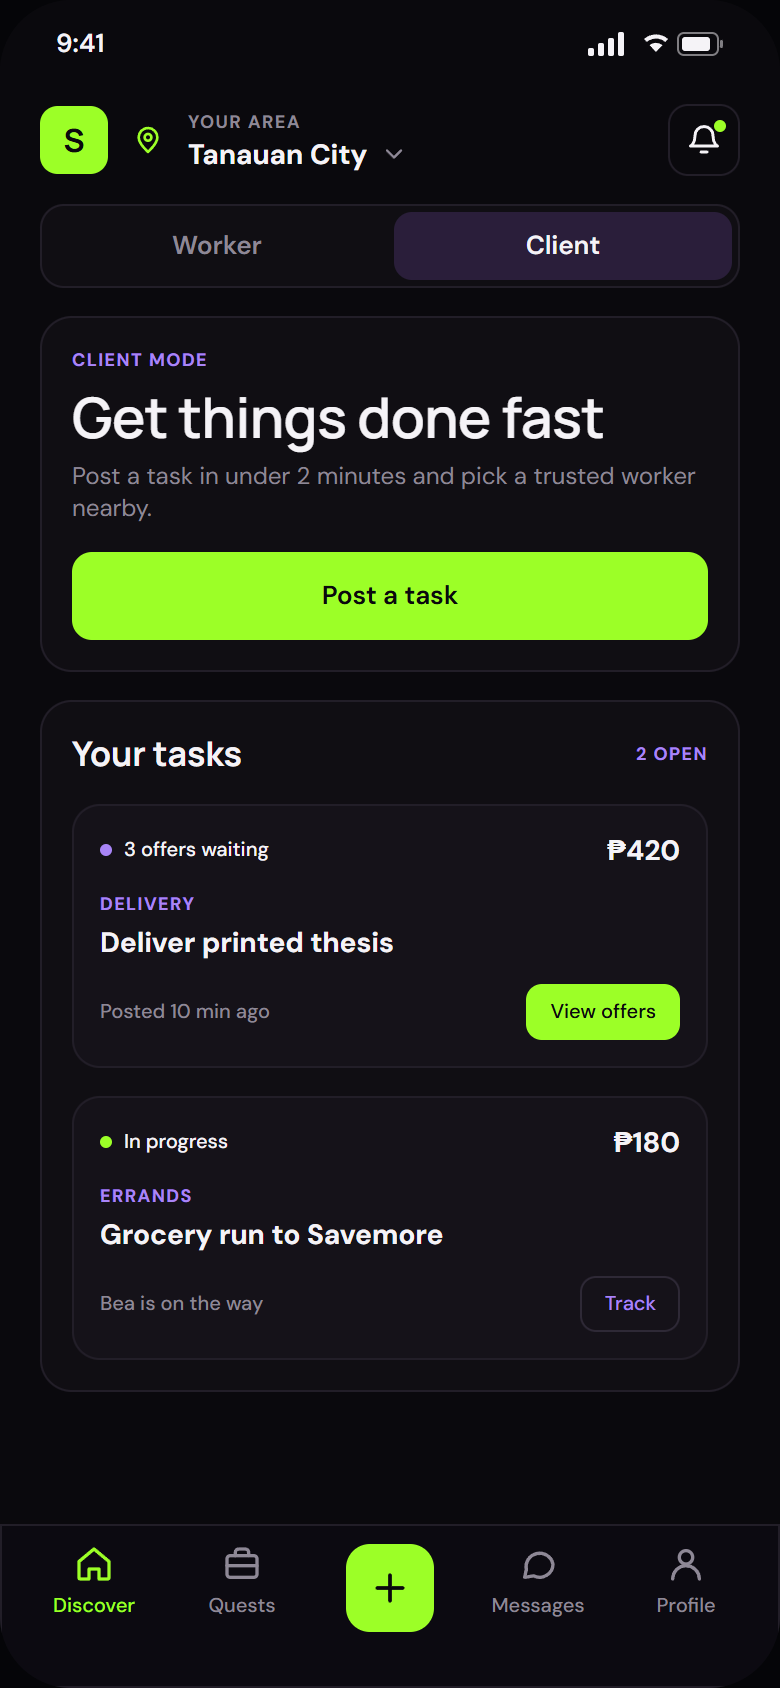 9:41
S
YOUR AREA
Tanauan City
Worker
Client
CLIENT MODE
Get things done fast
Post a task in under 2 minutes and pick a trusted worker
nearby.
Post a task
Your tasks
2 OPEN
3 offers waiting
₱420
DELIVERY
Deliver printed thesis
Posted 10 min ago
View offers
In progress
₱180
ERRANDS
Grocery run to Savemore
Bea is on the way
Track
Discover
Quests
Messages
Profile